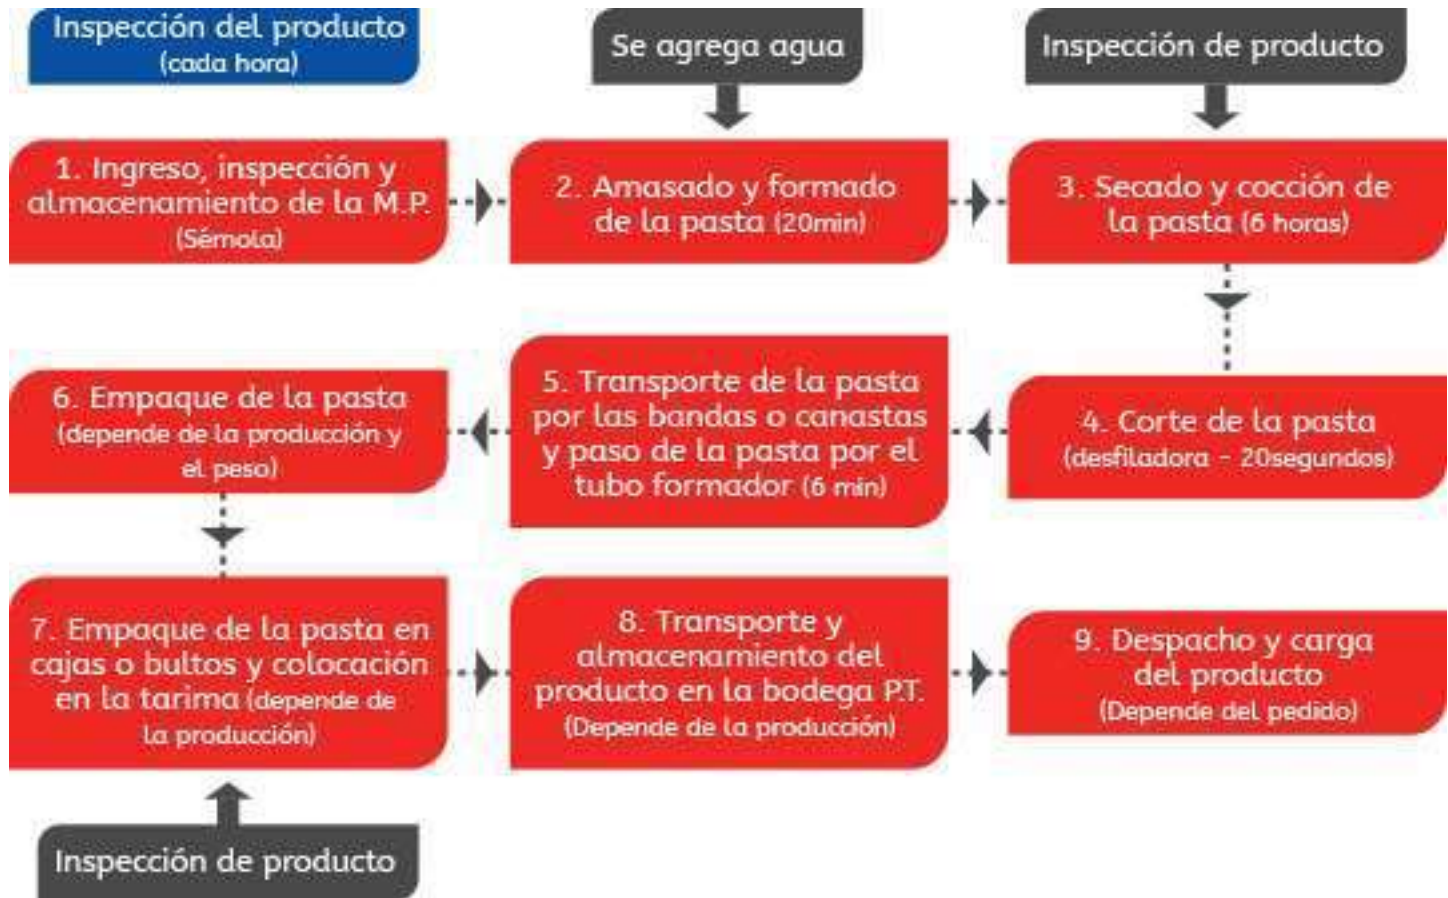 Inspección del producto
(cada hora)
Se agrega agua
Inspección de producto
1. Ingreso, inspección y
almacenamiento de la M.P.
(Sémola)
2. Amasado y formado
de la pasta (20min)
3. Secado y cocción de
la pasta (6 horas)
4. Corte de la pasta
(desfiladora - 20segundos)
5. Transporte de la pasta
por las bandas o canastas
y paso de la pasta por el
tubo formador (6 min)
6. Empaque de la pasta
(depende de la producción y
el peso)
7. Empaque de la pasta en
cajas o bultos y colocación
en la tarima (depende de
la producción)
8. Transporte y
almacenamiento del
producto en la bodega P.T.
(Depende de la producción)
9. Despacho y carga
del producto
(Depende del pedido)
Inspección de producto